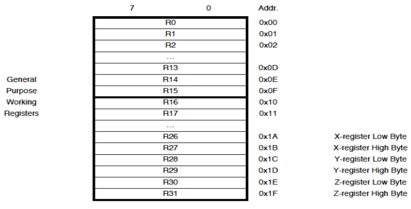 7 0 Addr.
R0 0x00
R1 0x01
R2 0x02
...
R13 0x0D
General R14 0x0E
Purpose R15 0x0F
Working R16 0x10
Registers R17 0x11
...
R26 0x1A X-register Low Byte
R27 0x1B X-register High Byte
R28 0x1C Y-register Low Byte
R29 0x1D Y-register High Byte
R30 0x1E Z-register Low Byte
R31 0x1F Z-register High Byte